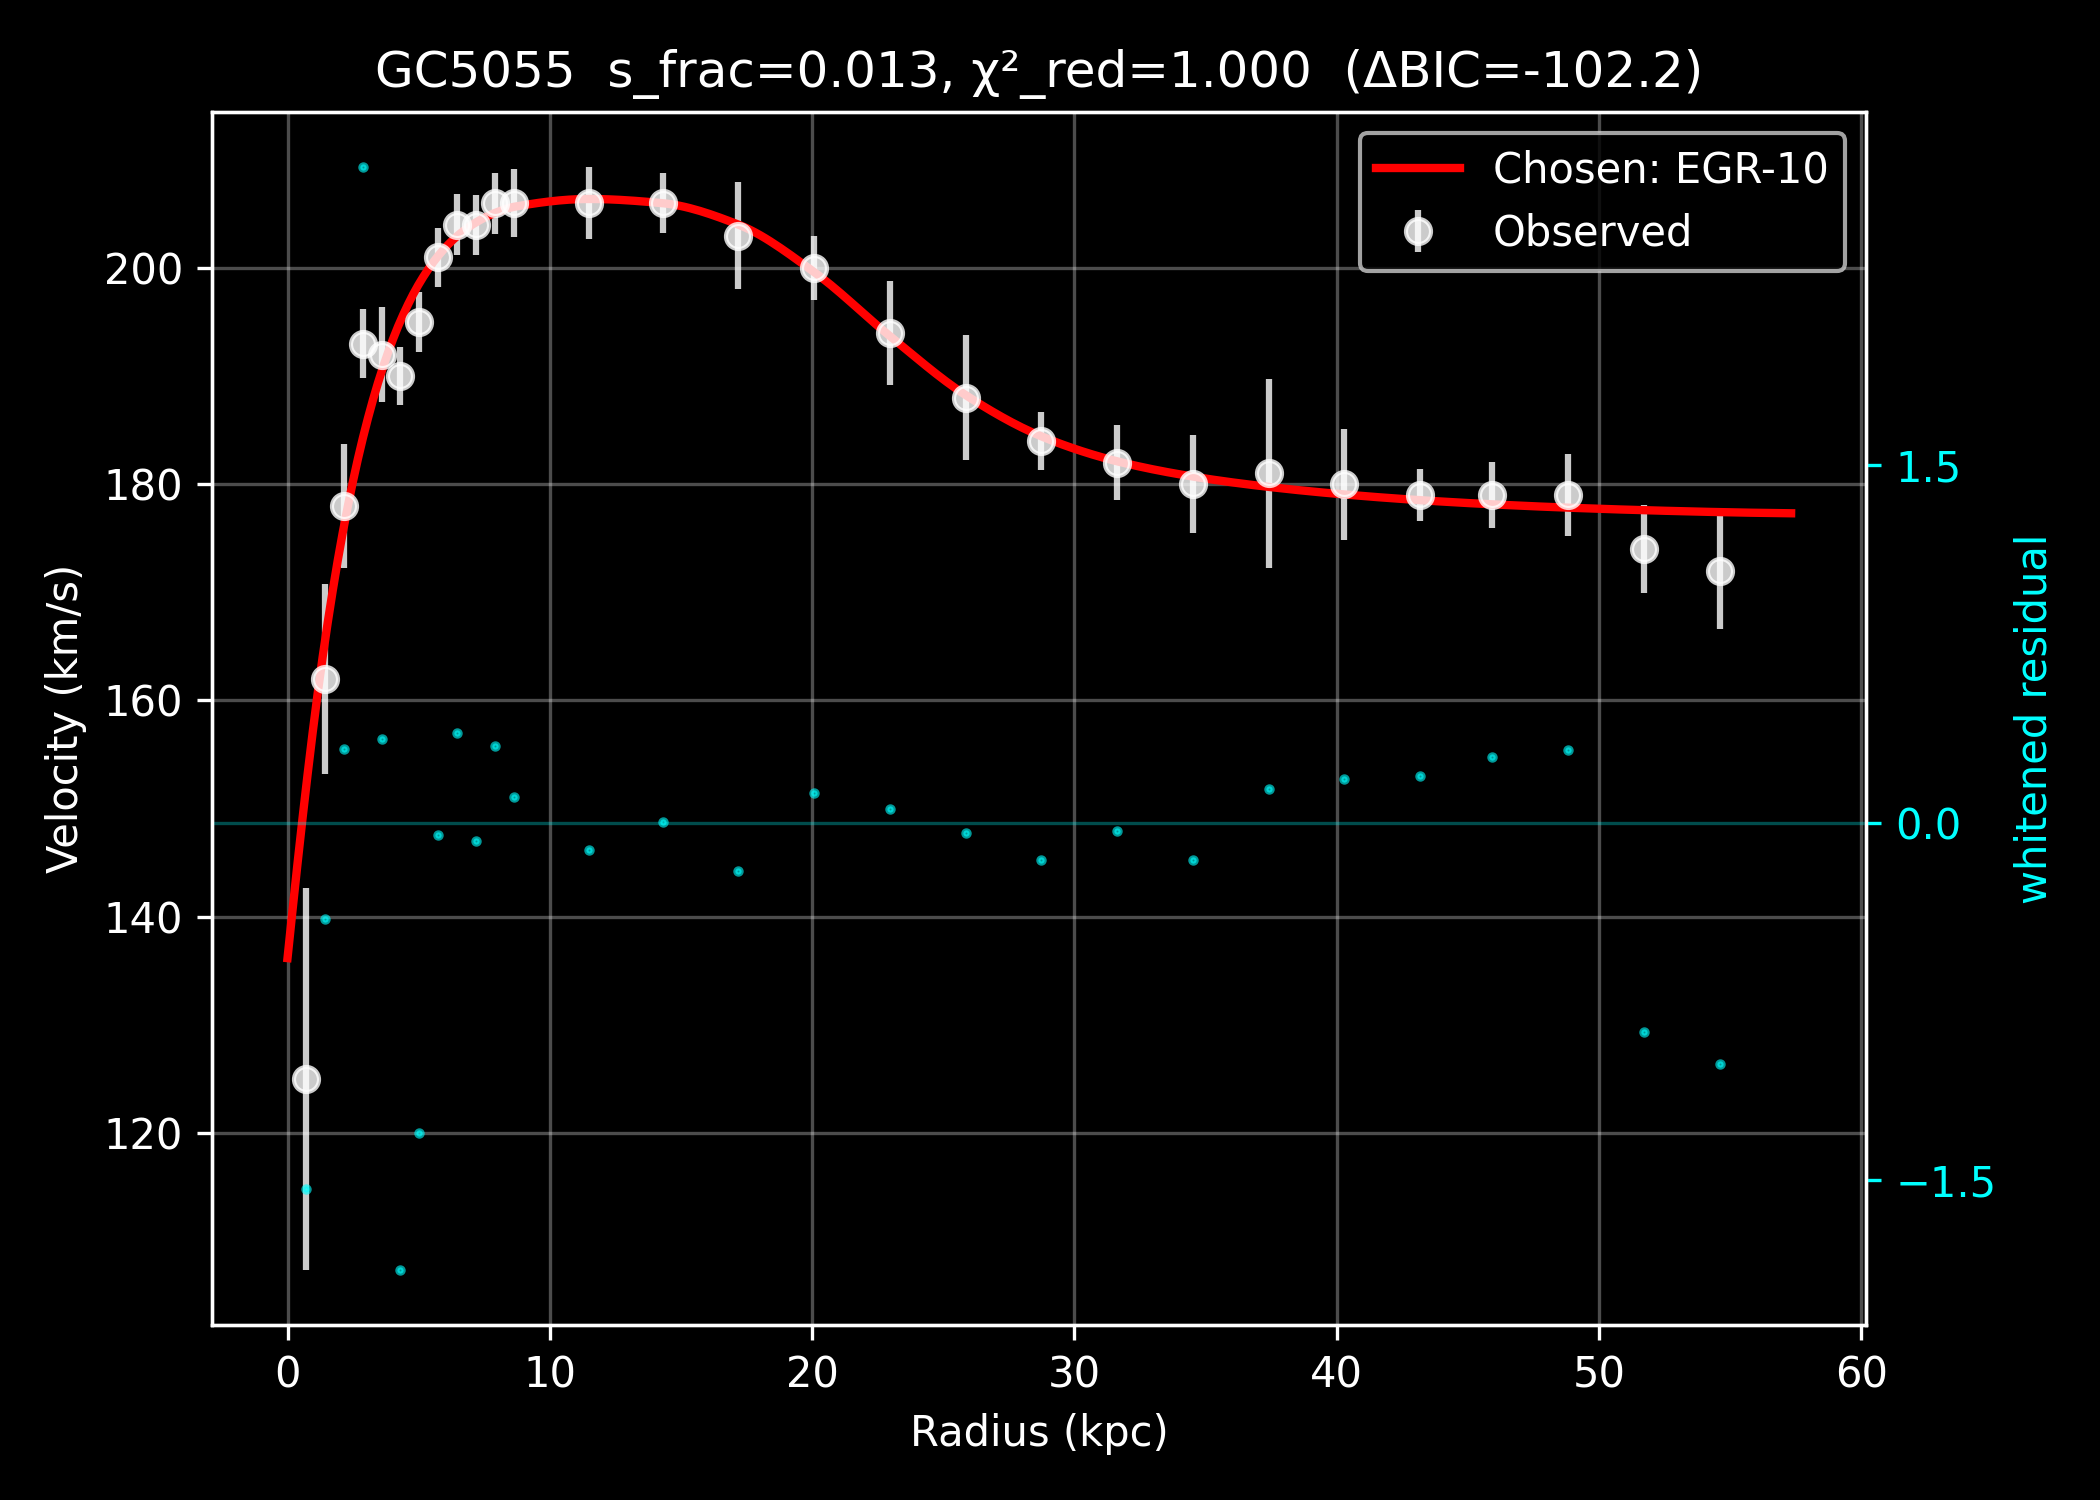 GC5055  s_frac=0.013, χ²_red=1.000  (ΔBIC=-102.2)
Chosen: EGR-10
Observed
Velocity (km/s)
200
180
160
140
120
1.5
0.0
−1.5
whitened residual
0
10
20
30
40
50
60
Radius (kpc)